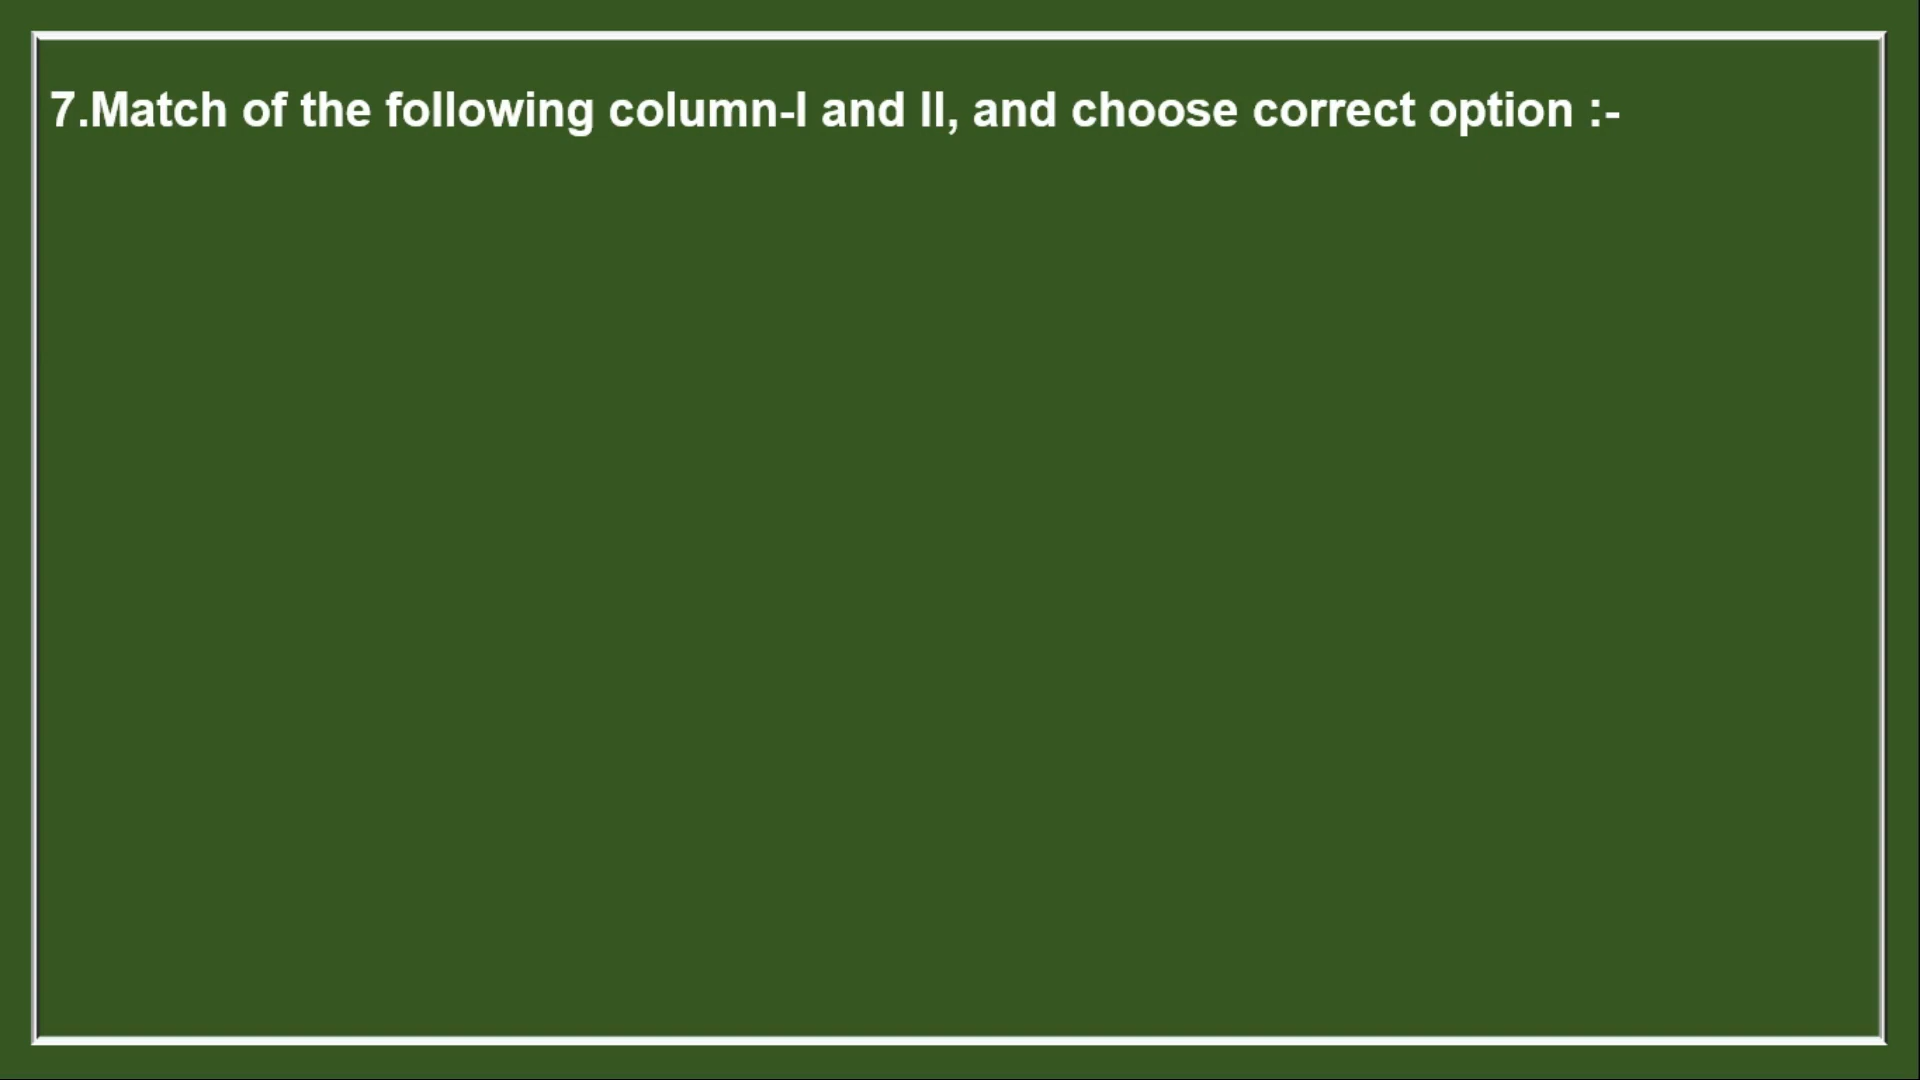 7.Match of the following column-I and II, and choose correct option :-